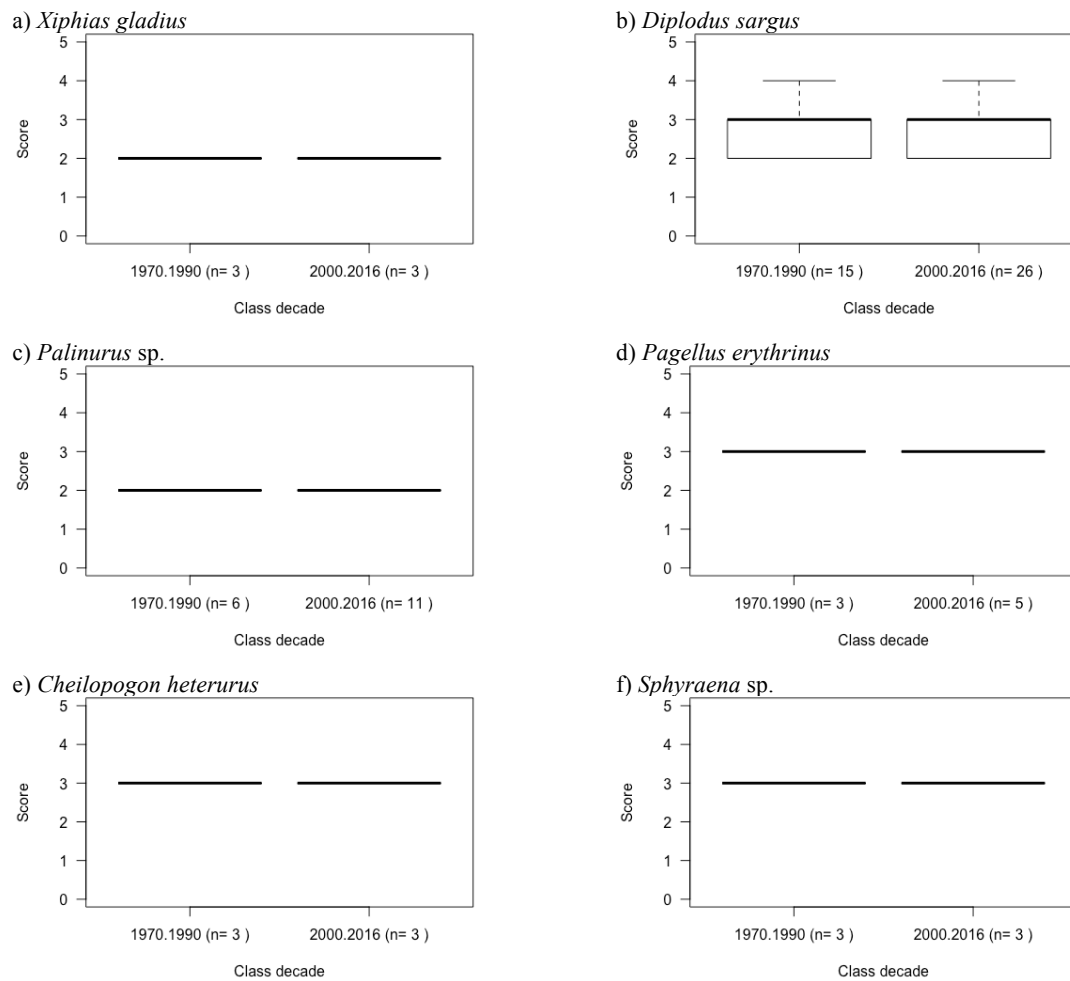 a) Xiphias gladius
5
4
3
2
1
0
Score
1970.1990 (n= 3 )
2000.2016 (n= 3 )
Class decade
b) Diplodus sargus
5
4
3
2
1
0
Score
1970.1990 (n= 15 )
2000.2016 (n= 26 )
Class decade
c) Palinurus sp.
5
4
3
2
1
0
Score
1970.1990 (n= 6 )
2000.2016 (n= 11 )
Class decade
d) Pagellus erythrinus
5
4
3
2
1
0
Score
1970.1990 (n= 3 )
2000.2016 (n= 5 )
Class decade
e) Cheilopogon heterurus
5
4
3
2
1
0
Score
1970.1990 (n= 3 )
2000.2016 (n= 3 )
Class decade
f) Sphyraena sp.
5
4
3
2
1
0
Score
1970.1990 (n= 3 )
2000.2016 (n= 3 )
Class decade